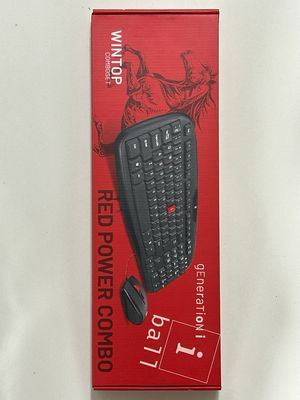 WINTOP
COMBOSET
RED POWER COMBO
gEneraTioN i
i
ball